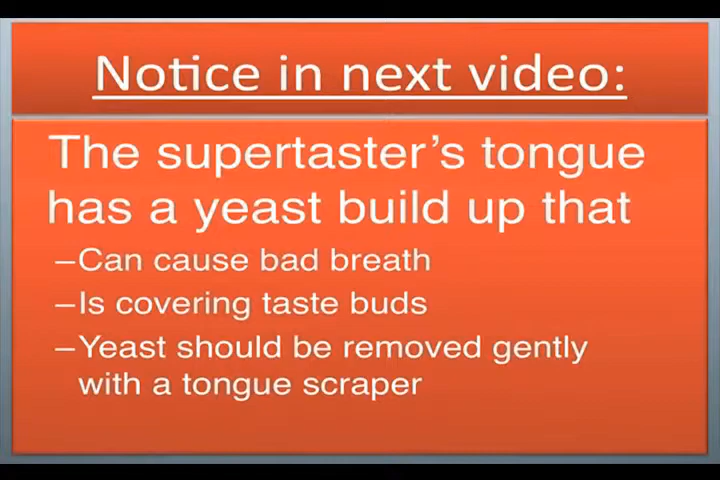 Notice in next video:
The supertaster’s tongue
has a yeast build up that
–Can cause bad breath
–Is covering taste buds
–Yeast should be removed gently
with a tongue scraper